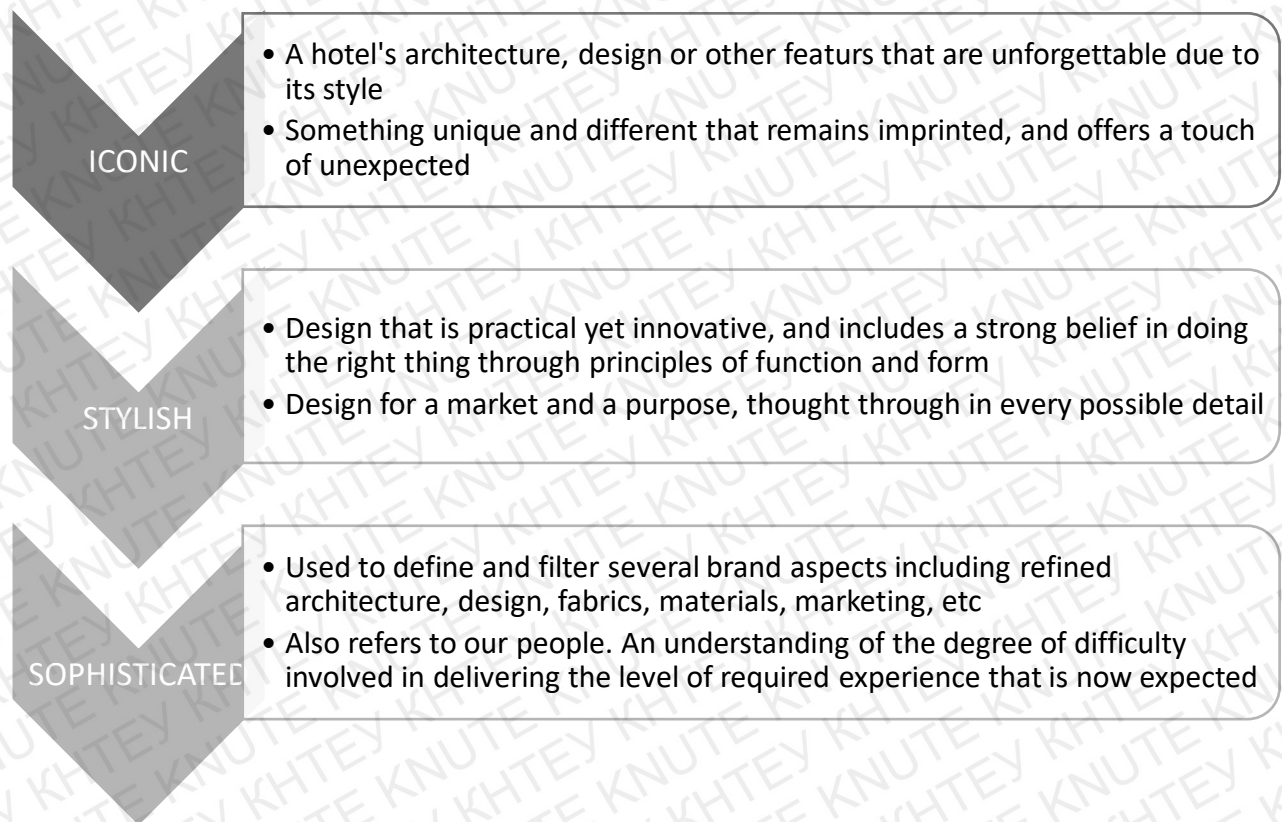 ICONIC
• A hotel's architecture, design or other featurs that are unforgettable due to
its style
• Something unique and different that remains imprinted, and offers a touch
of unexpected
STYLISH
• Design that is practical yet innovative, and includes a strong belief in doing
the right thing through principles of function and form
• Design for a market and a purpose, thought through in every possible detail
SOPHISTICATED
• Used to define and filter several brand aspects including refined
architecture, design, fabrics, materials, marketing, etc
• Also refers to our people. An understanding of the degree of difficulty
involved in delivering the level of required experience that is now expected
КНТЕУ KNUTE